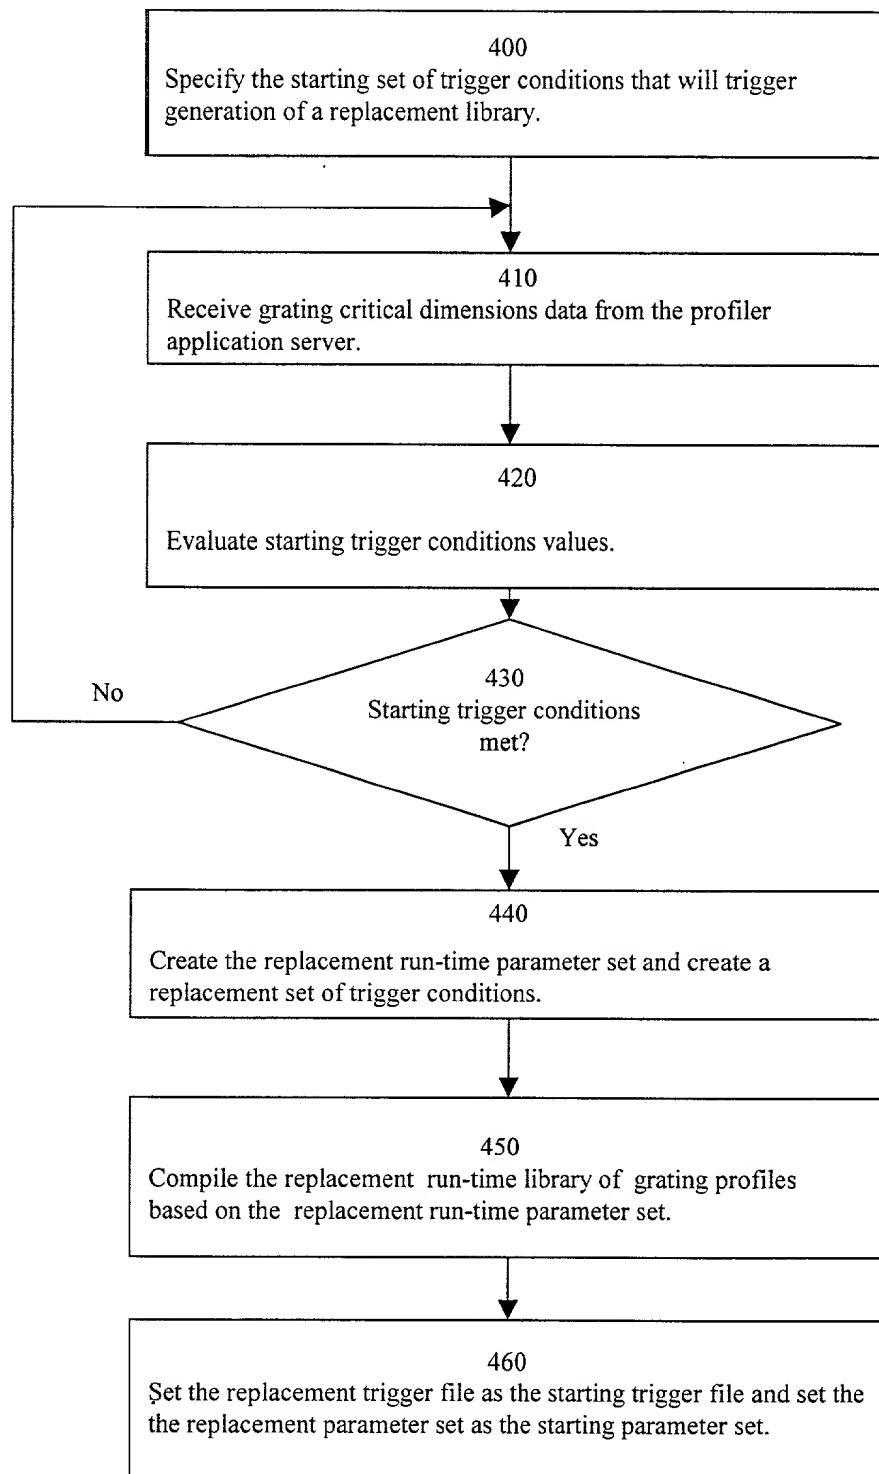 400
Specify the starting set of trigger conditions that will trigger
generation of a replacement library.
410
Receive grating critical dimensions data from the profiler
application server.
420
Evaluate starting trigger conditions values.
430
Starting trigger conditions
met?
No
Yes
440
Create the replacement run-time parameter set and create a
replacement set of trigger conditions.
450
Compile the replacement run-time library of grating profiles
based on the replacement run-time parameter set.
460
Set the replacement trigger file as the starting trigger file and set the
the replacement parameter set as the starting parameter set.